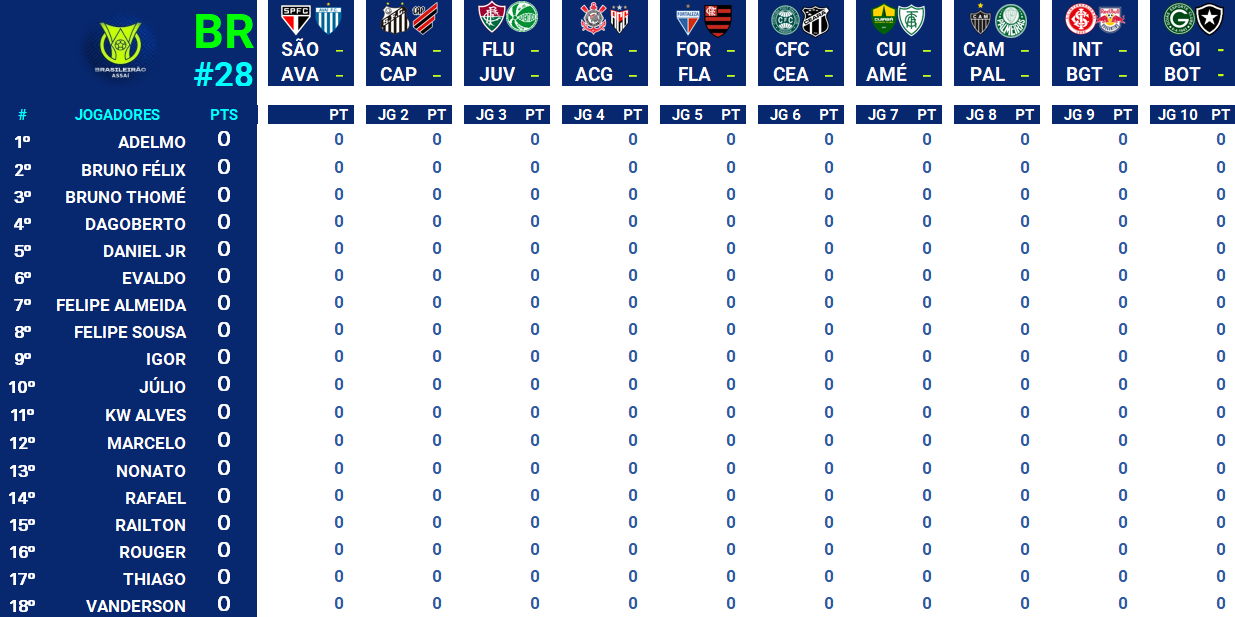 BRASILEIRÃO
ASSAÍ
BR
#28
SÃO - SAN - FLU - COR - FOR - CFC - CUI - CAM - INT - GOI -
AVA - CAP - JUV - ACG - FLA - CEA - AMÉ - PAL - BGT - BOT -
# JOGADORES PTS PT JG 2 PT JG 3 PT JG 4 PT JG 5 PT JG 6 PT JG 7 PT JG 8 PT JG 9 PT JG 10 PT
1º ADELMO 0 0 0 0 0 0 0 0 0 0 0
2º BRUNO FÉLIX 0 0 0 0 0 0 0 0 0 0 0
3º BRUNO THOMÉ 0 0 0 0 0 0 0 0 0 0 0
4º DAGOBERTO 0 0 0 0 0 0 0 0 0 0 0
5º DANIEL JR 0 0 0 0 0 0 0 0 0 0 0
6º EVALDO 0 0 0 0 0 0 0 0 0 0 0
7º FELIPE ALMEIDA 0 0 0 0 0 0 0 0 0 0 0
8º FELIPE SOUSA 0 0 0 0 0 0 0 0 0 0 0
9º IGOR 0 0 0 0 0 0 0 0 0 0 0
10º JÚLIO 0 0 0 0 0 0 0 0 0 0 0
11º KW ALVES 0 0 0 0 0 0 0 0 0 0 0
12º MARCELO 0 0 0 0 0 0 0 0 0 0 0
13º NONATO 0 0 0 0 0 0 0 0 0 0 0
14º RAFAEL 0 0 0 0 0 0 0 0 0 0 0
15º RAILTON 0 0 0 0 0 0 0 0 0 0 0
16º ROUGER 0 0 0 0 0 0 0 0 0 0 0
17º THIAGO 0 0 0 0 0 0 0 0 0 0 0
18º VANDERSON 0 0 0 0 0 0 0 0 0 0 0